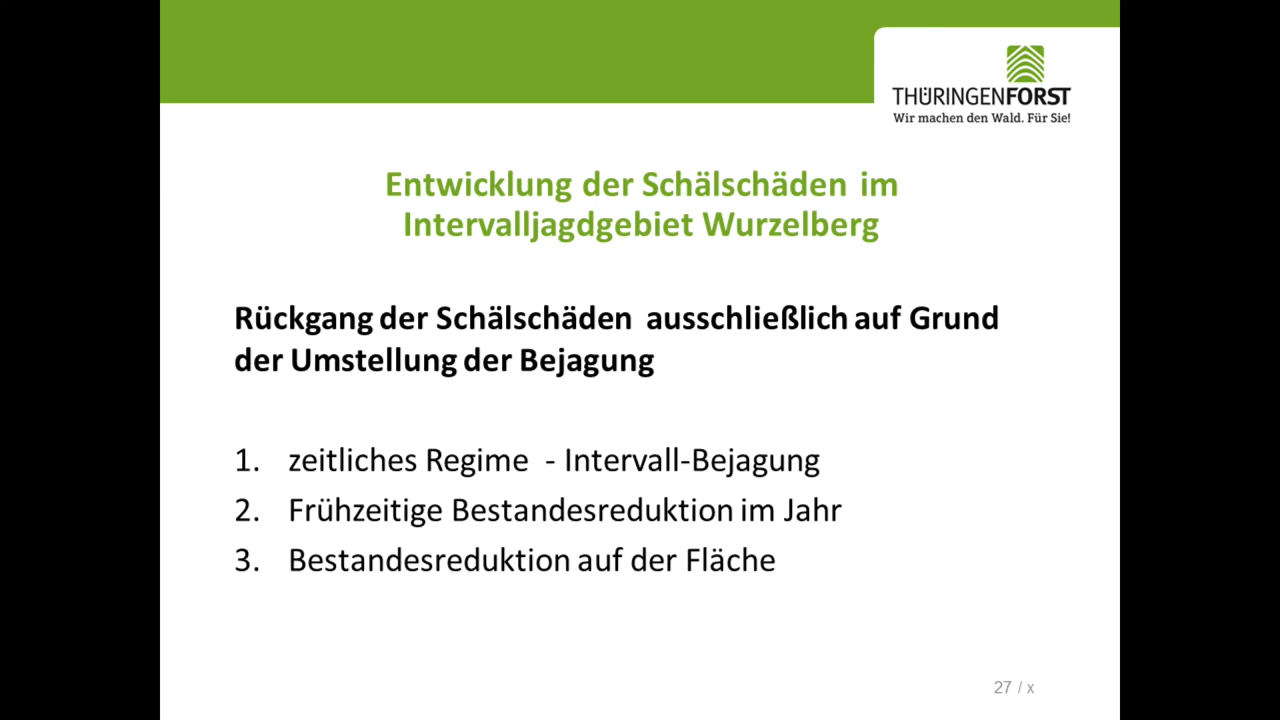 THÜRINGENFORST
Wir machen den Wald. Für Sie!
Entwicklung der Schälschäden im
Intervalljagdgebiet Wurzelberg
Rückgang der Schälschäden ausschließlich auf Grund
der Umstellung der Bejagung
1. zeitliches Regime - Intervall-Bejagung
2. Frühzeitige Bestandesreduktion im Jahr
3. Bestandesreduktion auf der Fläche
27 / x